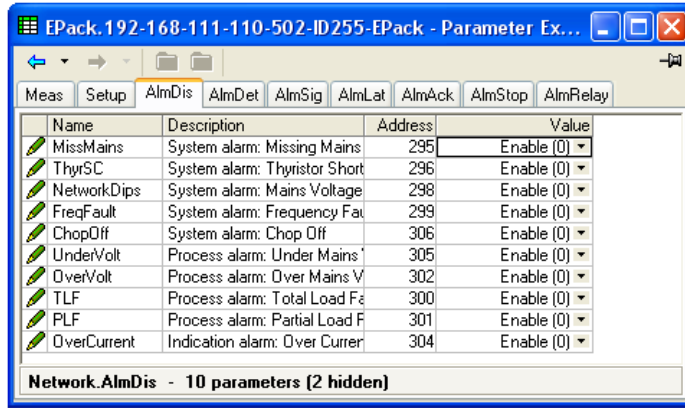 EPack.192-168-111-110-502-ID255-EPack - Parameter Ex...
Meas Setup AlmDis AlmDet AlmSig AlmLat AlmAck AlmStop AlmRelay
Name Description Address Value
MissMains System alarm: Missing Mains 295 Enable (0)
ThyrSC System alarm: Thyristor Short 296 Enable (0)
NetworkDips System alarm: Mains Voltage 298 Enable (0)
FreqFault System alarm: Frequency Fau 299 Enable (0)
ChopOff System alarm: Chop Off 306 Enable (0)
UnderVolt Process alarm: Under Mains 305 Enable (0)
OverVolt Process alarm: Over Mains V 302 Enable (0)
TLF Process alarm: Total Load Fa 300 Enable (0)
PLF Process alarm: Partial Load F 301 Enable (0)
OverCurrent Indication alarm: Over Curren 304 Enable (0)
Network.AlmDis - 10 parameters (2 hidden)